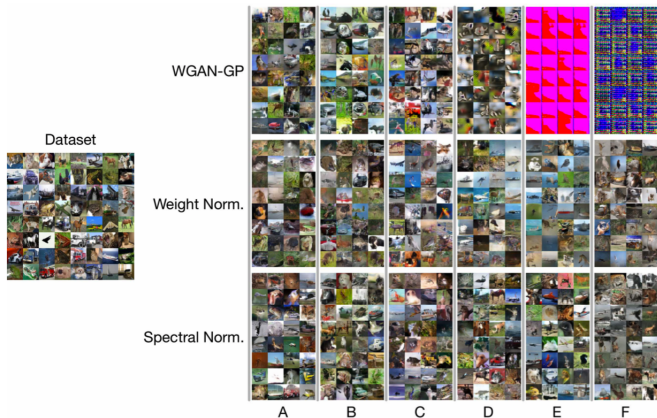 WGAN-GP
Dataset
Weight Norm.
Spectral Norm.
A B C D E F